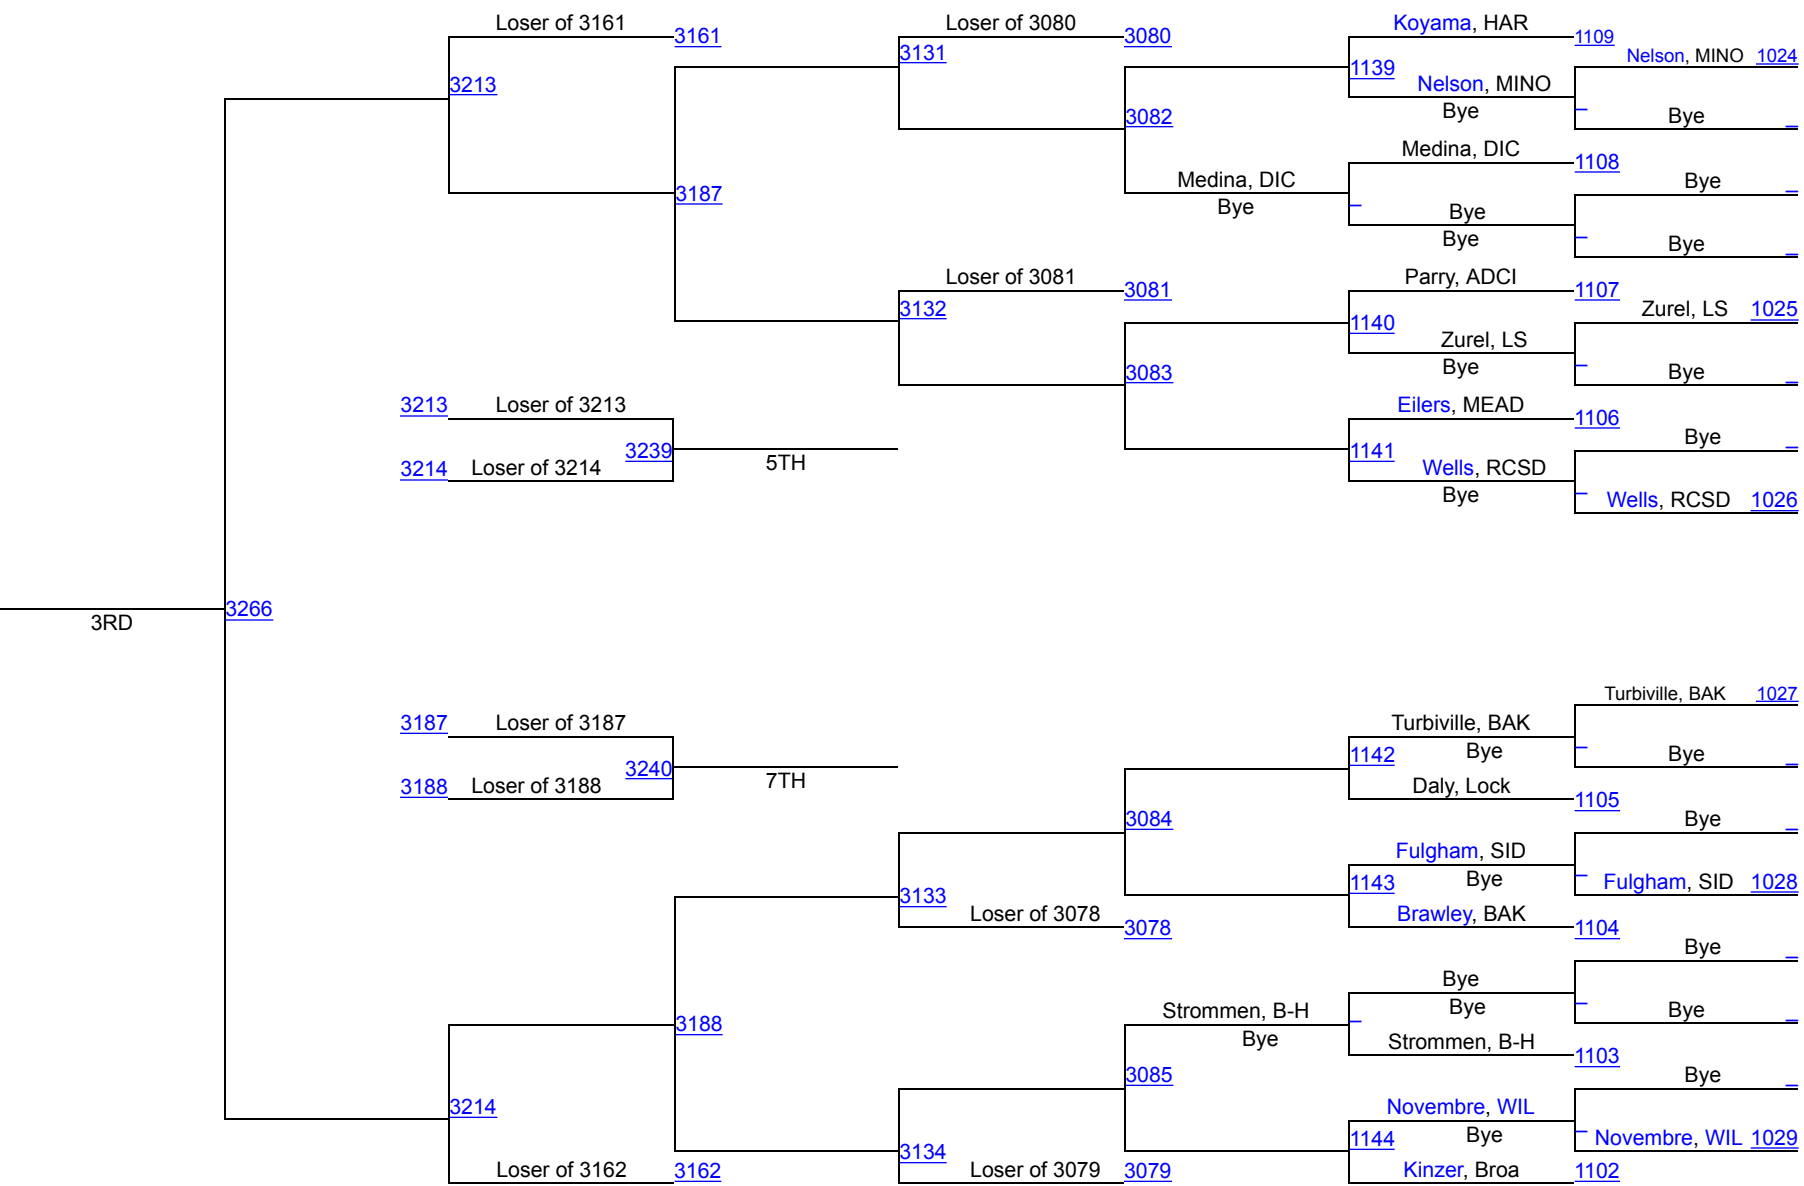 Loser of 3161
3161
Loser of 3080
3080
Koyama, HAR
1109
3131
Nelson, MINO 1024
1139
3213
Nelson, MINO
Bye
Bye
3082
Medina, DIC
1108
Medina, DIC
Bye
3187
Bye
Bye
Bye
Bye
Loser of 3081
3081
Parry, ADCI
1107
3132
Zurel, LS 1025
1140
Zurel, LS
Bye
Bye
3083
3213 Loser of 3213
Eilers, MEAD
1106
Bye
3239
5TH
1141
3214 Loser of 3214
Wells, RCSD
Bye
Wells, RCSD 1026
3266
3RD
Turbiville, BAK 1027
3187 Loser of 3187
Turbiville, BAK
Bye
1142
Bye
3240
7TH
3188 Loser of 3188
Daly, Lock
1105
3084
Bye
Fulgham, SID
Bye
1143
Fulgham, SID 1028
3133
Loser of 3078
3078
Brawley, BAK
1104
Bye
Bye
Bye
Bye
Strommen, B-H
Bye
3188
Strommen, B-H
1103
3085
Bye
3214
Novembre, WIL
Bye
1144
Novembre, WIL 1029
3134
Loser of 3162
3162
Loser of 3079
3079
Kinzer, Broa
1102